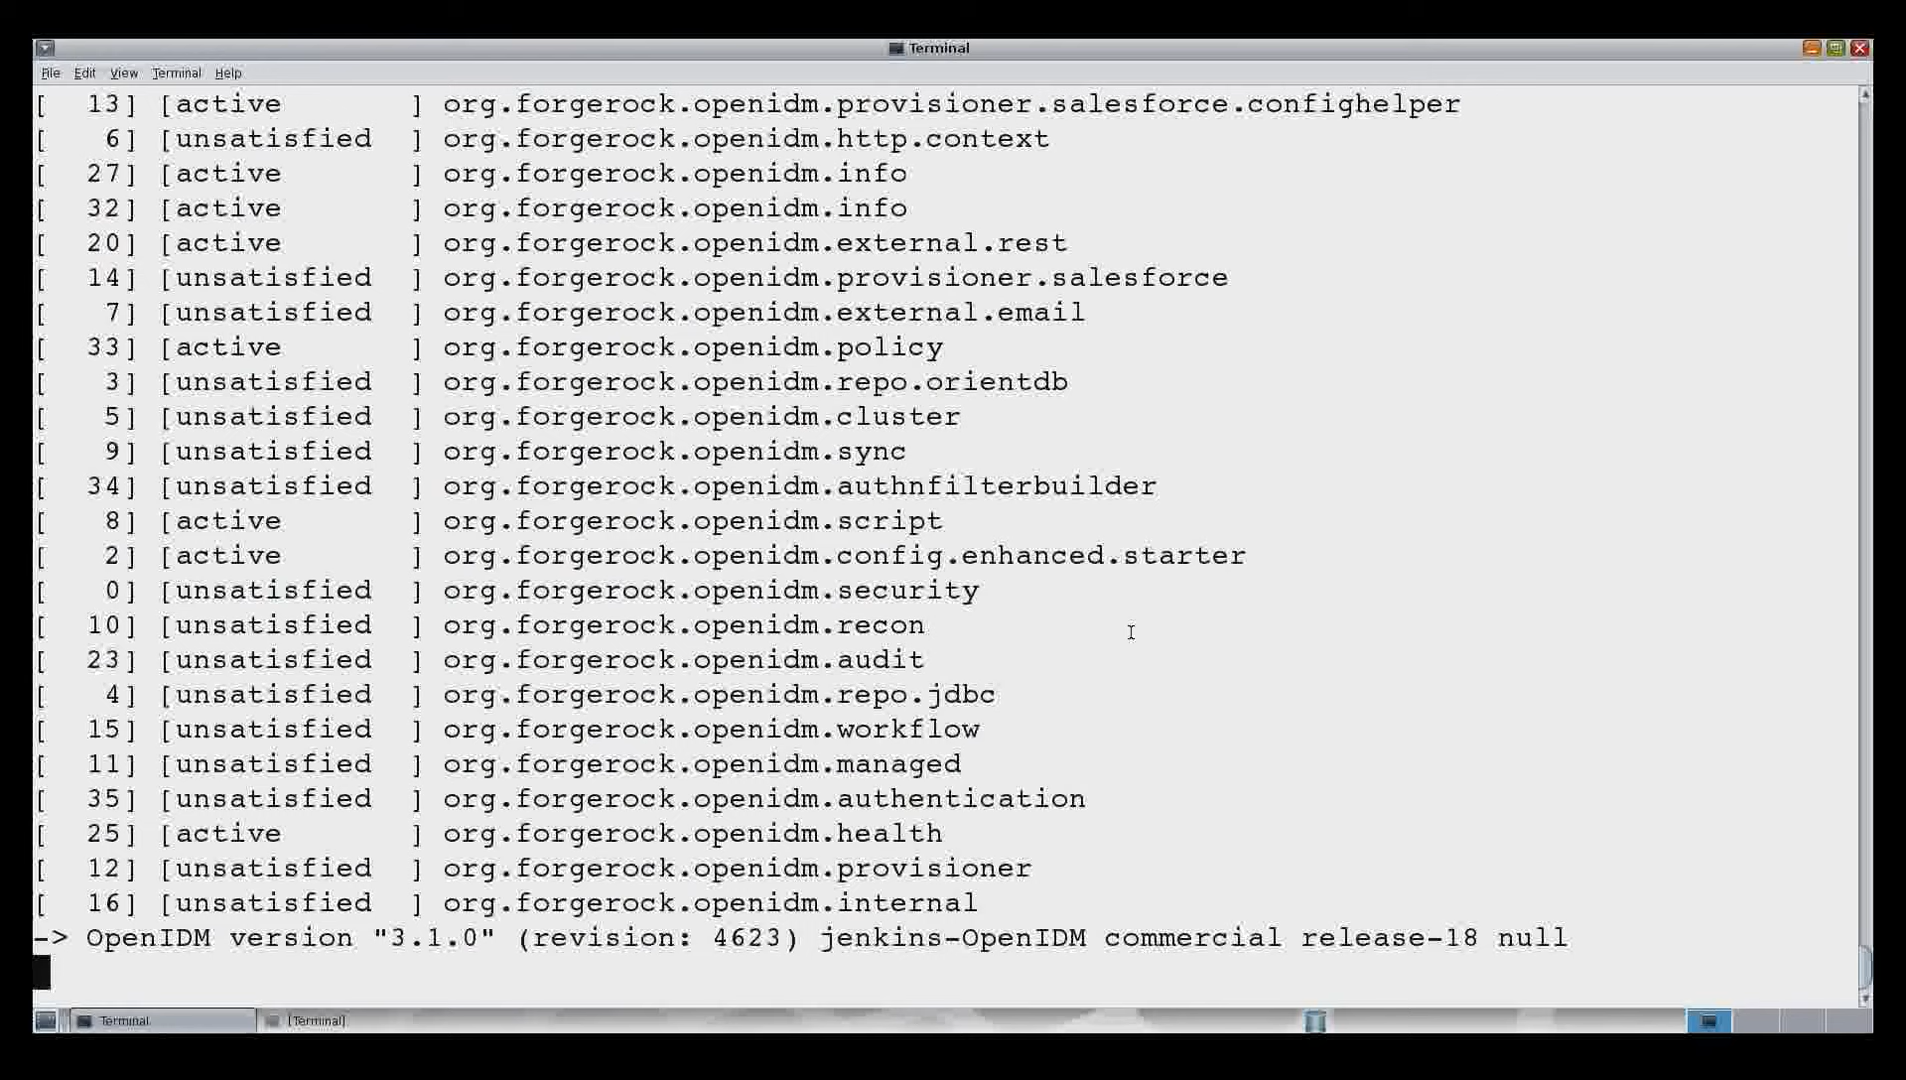 Terminal
File Edit View Terminal Help
[ 13] [active ] org.forgerock.openidm.provisioner.salesforce.confighelper
[ 6] [unsatisfied ] org.forgerock.openidm.http.context
[ 27] [active ] org.forgerock.openidm.info
[ 32] [active ] org.forgerock.openidm.info
[ 20] [active ] org.forgerock.openidm.external.rest
[ 14] [unsatisfied ] org.forgerock.openidm.provisioner.salesforce
[ 7] [unsatisfied ] org.forgerock.openidm.external.email
[ 33] [active ] org.forgerock.openidm.policy
[ 3] [unsatisfied ] org.forgerock.openidm.repo.orientdb
[ 5] [unsatisfied ] org.forgerock.openidm.cluster
[ 9] [unsatisfied ] org.forgerock.openidm.sync
[ 34] [unsatisfied ] org.forgerock.openidm.authnfilterbuilder
[ 8] [active ] org.forgerock.openidm.script
[ 2] [active ] org.forgerock.openidm.config.enhanced.starter
[ 0] [unsatisfied ] org.forgerock.openidm.security
[ 10] [unsatisfied ] org.forgerock.openidm.recon
[ 23] [unsatisfied ] org.forgerock.openidm.audit
[ 4] [unsatisfied ] org.forgerock.openidm.repo.jdbc
[ 15] [unsatisfied ] org.forgerock.openidm.workflow
[ 11] [unsatisfied ] org.forgerock.openidm.managed
[ 35] [unsatisfied ] org.forgerock.openidm.authentication
[ 25] [active ] org.forgerock.openidm.health
[ 12] [unsatisfied ] org.forgerock.openidm.provisioner
[ 16] [unsatisfied ] org.forgerock.openidm.internal
-> OpenIDM version "3.1.0" (revision: 4623) jenkins-OpenIDM commercial release-18 null
Terminal [Terminal]